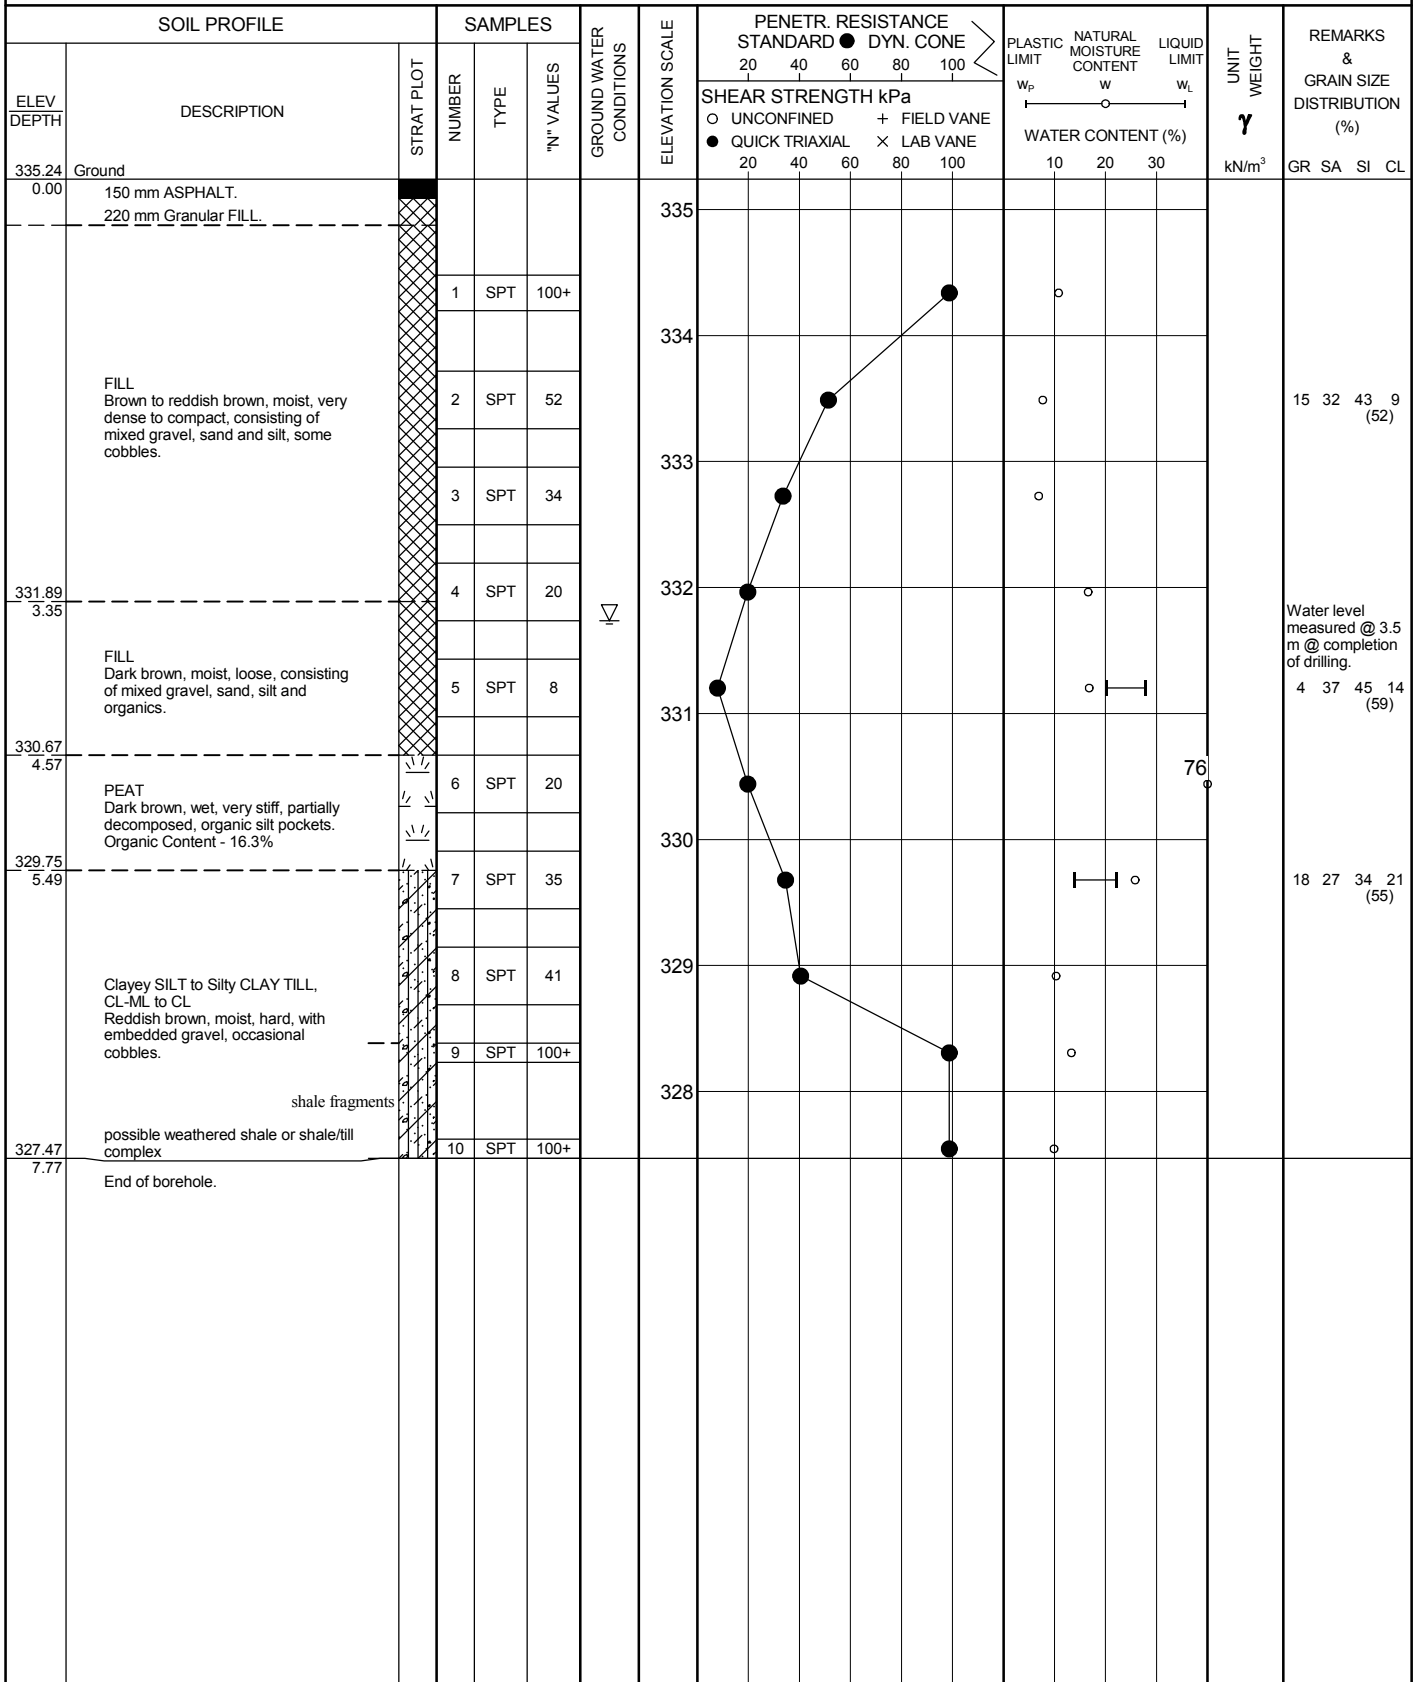 SOIL PROFILE
SAMPLES
GROUND WATER
CONDITIONS
ELEVATION SCALE
PENETR. RESISTANCE
STANDARD ● DYN. CONE
20 40 60 80 100
SHEAR STRENGTH kPa
○ UNCONFINED + FIELD VANE
● QUICK TRIAXIAL × LAB VANE
20 40 60 80 100
PLASTIC
LIMIT
NATURAL
MOISTURE
CONTENT
LIQUID
LIMIT
wP w wL
WATER CONTENT (%)
10 20 30
UNIT
WEIGHT
γ
kN/m³
REMARKS
&
GRAIN SIZE
DISTRIBUTION
(%)
GR SA SI CL
ELEV
DEPTH
DESCRIPTION
STRAT PLOT
NUMBER
TYPE
"N" VALUES
335.24 Ground
0.00
150 mm ASPHALT.
220 mm Granular FILL.
335
1 SPT 100+
334
FILL
Brown to reddish brown, moist, very
dense to compact, consisting of
mixed gravel, sand and silt, some
cobbles.
2 SPT 52
15 32 43 9
(52)
333
3 SPT 34
332
4 SPT 20
331.89
3.35
Water level
measured @ 3.5
m @ completion
of drilling.
FILL
Dark brown, moist, loose, consisting
of mixed gravel, sand, silt and
organics.
5 SPT 8
4 37 45 14
(59)
331
330.67
4.57
76
PEAT
Dark brown, wet, very stiff, partially
decomposed, organic silt pockets.
Organic Content - 16.3%
6 SPT 20
330
329.75
5.49
7 SPT 35
18 27 34 21
(55)
329
Clayey SILT to Silty CLAY TILL,
CL-ML to CL
Reddish brown, moist, hard, with
embedded gravel, occasional
cobbles.
8 SPT 41
9 SPT 100+
328
shale fragments
possible weathered shale or shale/till
complex
10 SPT 100+
327.47
7.77
End of borehole.